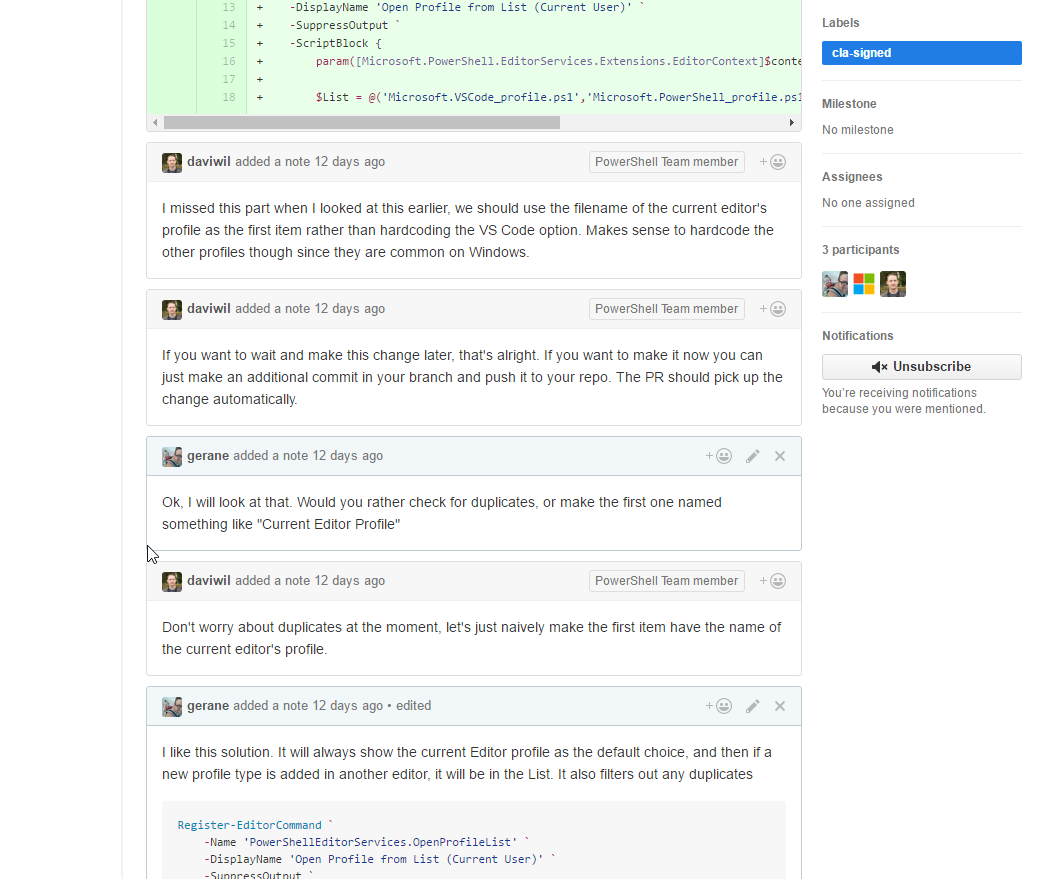 13 + -DisplayName 'Open Profile from List (Current User)' `
14 + -SuppressOutput `
15 + -ScriptBlock {
16 + param([Microsoft.PowerShell.EditorServices.Extensions.EditorContext]$conte
17 +
18 + $List = @('Microsoft.VSCode_profile.ps1','Microsoft.PowerShell_profile.ps1
daviwil added a note 12 days ago PowerShell Team member +
I missed this part when I looked at this earlier, we should use the filename of the current editor's
profile as the first item rather than hardcoding the VS Code option. Makes sense to hardcode the
other profiles though since they are common on Windows.
daviwil added a note 12 days ago PowerShell Team member +
If you want to wait and make this change later, that's alright. If you want to make it now you can
just make an additional commit in your branch and push it to your repo. The PR should pick up the
change automatically.
gerane added a note 12 days ago +
Ok, I will look at that. Would you rather check for duplicates, or make the first one named
something like "Current Editor Profile"
daviwil added a note 12 days ago PowerShell Team member +
Don't worry about duplicates at the moment, let's just naively make the first item have the name of
the current editor's profile.
gerane added a note 12 days ago • edited +
I like this solution. It will always show the current Editor profile as the default choice, and then if a
new profile type is added in another editor, it will be in the List. It also filters out any duplicates
Register-EditorCommand `
-Name 'PowerShellEditorServices.OpenProfileList' `
-DisplayName 'Open Profile from List (Current User)' `
-SuppressOutput `
Labels
cla-signed
Milestone
No milestone
Assignees
No one assigned
3 participants
Notifications
Unsubscribe
You're receiving notifications
because you were mentioned.